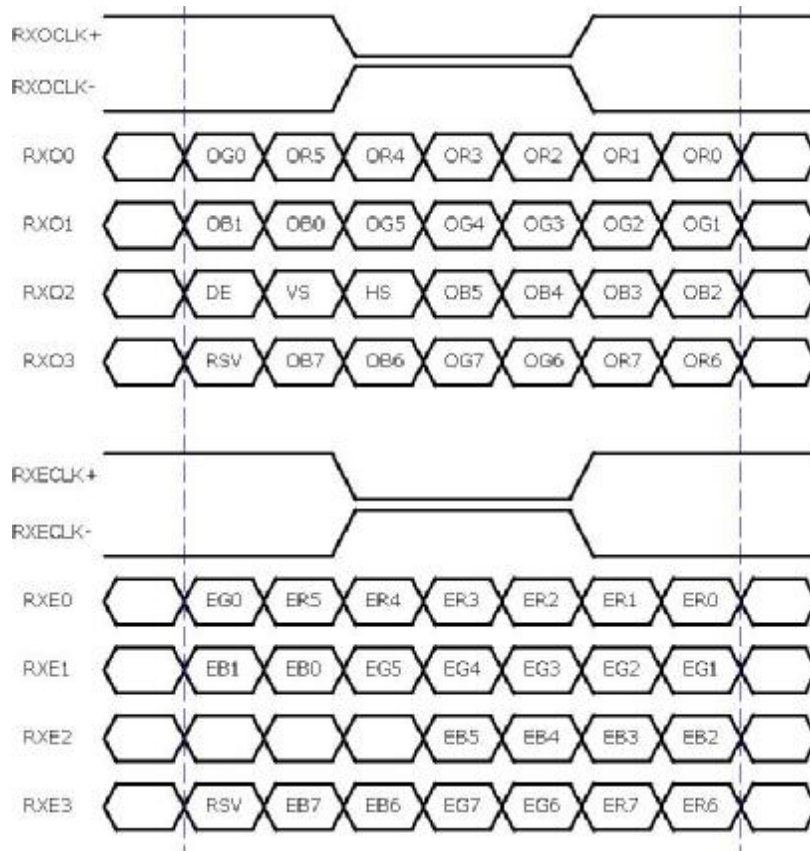 RXOCLK+
RXOCLK-
RXO0 OG0 OR5 OR4 OR3 OR2 OR1 OR0
RXO1 OB1 OB0 OG5 OG4 OG3 OG2 OG1
RXO2 DE VS HS OB5 OB4 OB3 OB2
RXO3 RSV OB7 OB6 OG7 OG6 OR7 OR6
RXECLK+
RXECLK-
RXE0 EG0 ER5 ER4 ER3 ER2 ER1 ER0
RXE1 EB1 EB0 EG5 EG4 EG3 EG2 EG1
RXE2 EB5 EB4 EB3 EB2
RXE3 RSV EB7 EB6 EG7 EG6 ER7 ER6